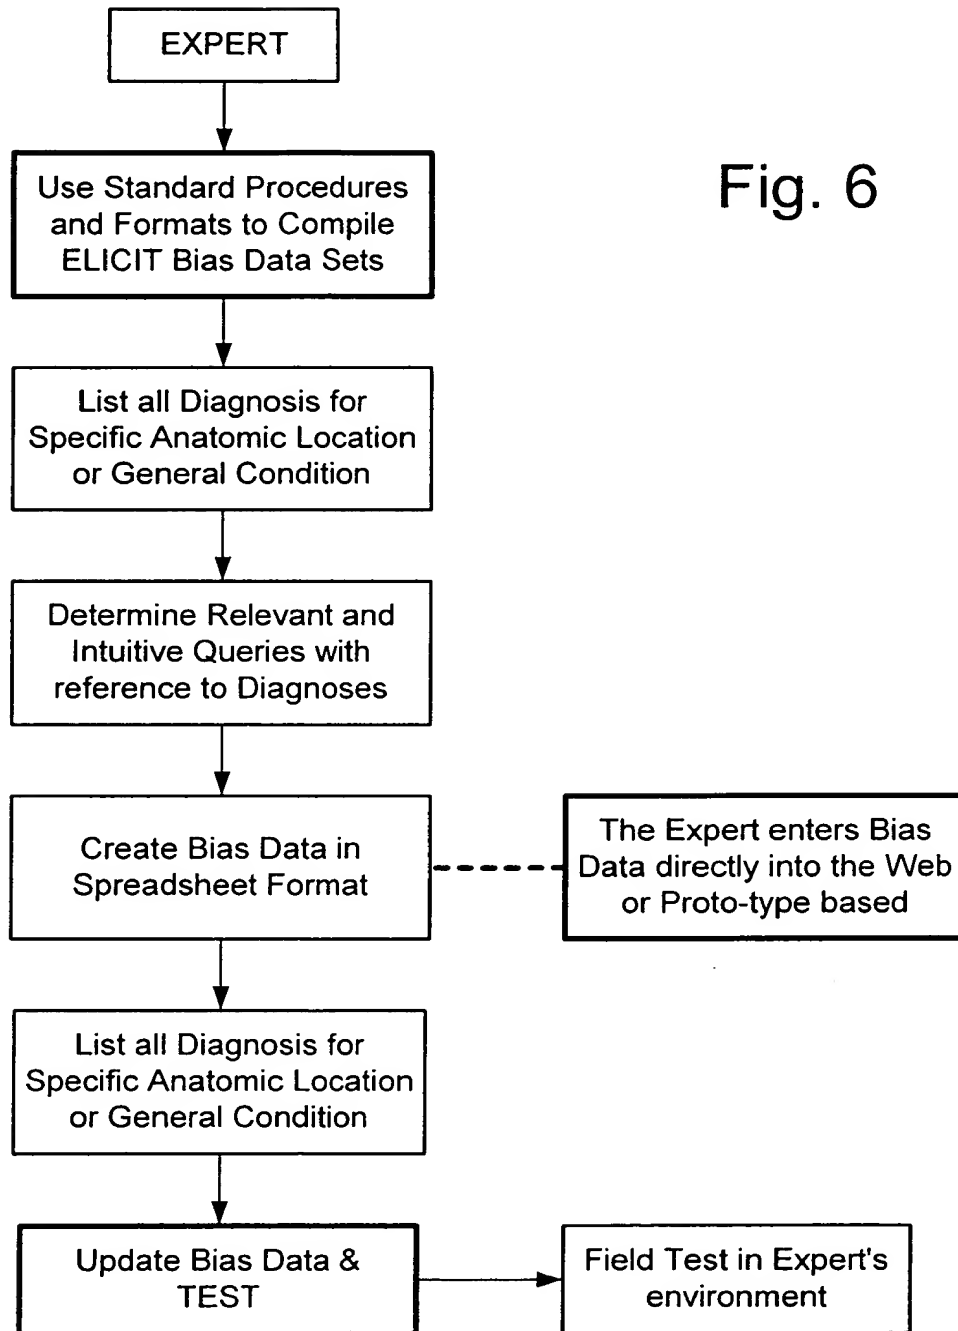 EXPERT
Fig. 6
Use Standard Procedures
and Formats to Compile
ELICIT Bias Data Sets
List all Diagnosis for
Specific Anatomic Location
or General Condition
Determine Relevant and
Intuitive Queries with
reference to Diagnoses
Create Bias Data in
Spreadsheet Format
The Expert enters Bias
Data directly into the Web
or Proto-type based
List all Diagnosis for
Specific Anatomic Location
or General Condition
Update Bias Data &
TEST
Field Test in Expert's
environment